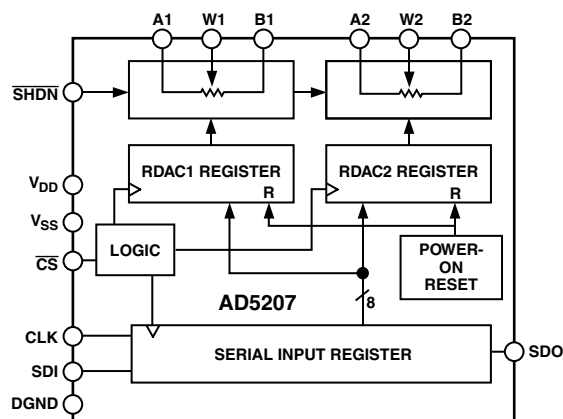 A1 W1 B1 A2 W2 B2
SHDN
RDAC1 REGISTER
R
RDAC2 REGISTER
R
VDD
VSS
LOGIC
POWER-
ON
RESET
CS
8
AD5207
CLK
SERIAL INPUT REGISTER
SDO
SDI
DGND